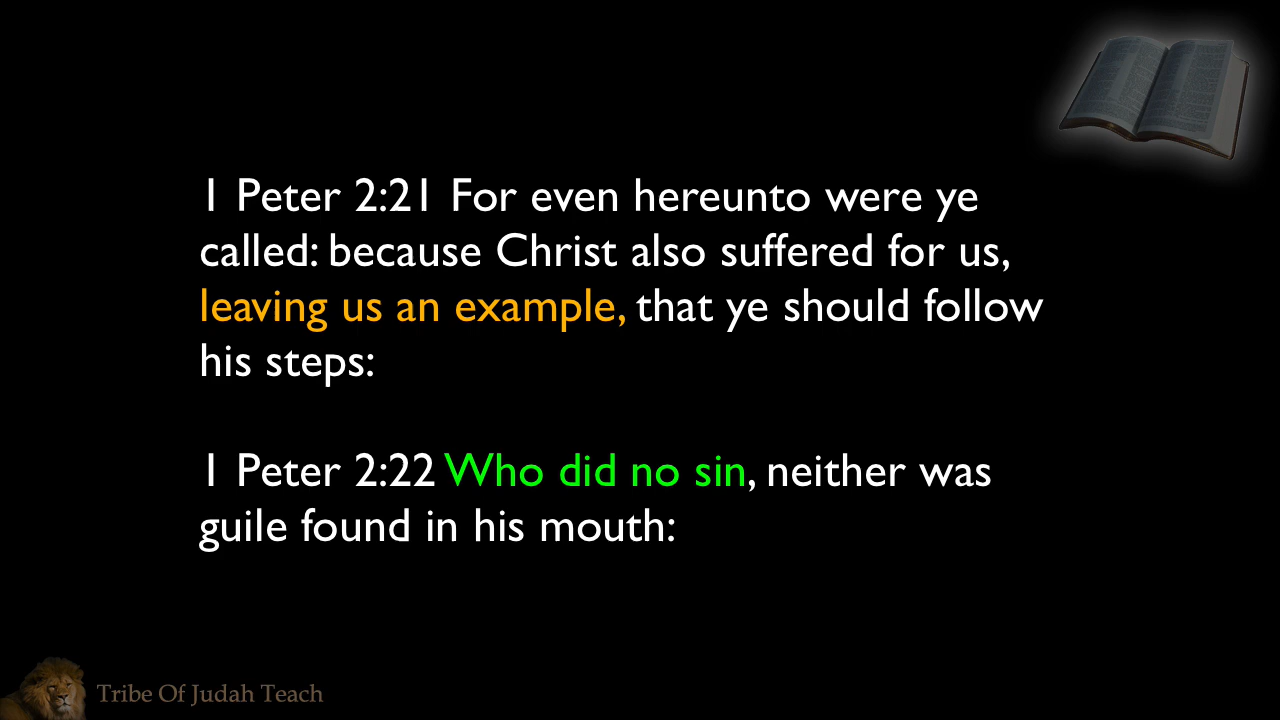 1 Peter 2:21 For even hereunto were ye
called: because Christ also suffered for us,
leaving us an example, that ye should follow
his steps:
1 Peter 2:22 Who did no sin, neither was
guile found in his mouth:
Tribe Of Judah Teach